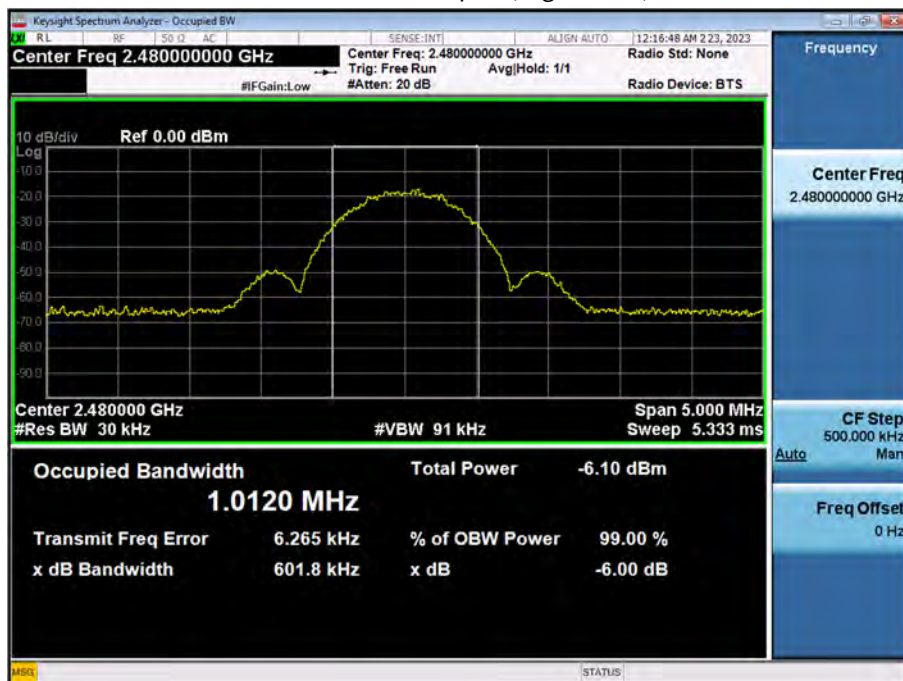 Keysight Spectrum Analyzer - Occupied BW
RL RF 50 Ω AC SENSE:INT ALIGN AUTO 12:16:48 AM 2 23, 2023
Center Freq 2.480000000 GHz
Center Freq: 2.480000000 GHz
Radio Std: None
Trig: Free Run Avg|Hold: 1/1
#IFGain:Low
#Atten: 20 dB
Radio Device: BTS
Frequency
10 dB/div Ref 0.00 dBm
Log
-10.0
-20.0
-30.0
-40.0
-50.0
-60.0
-70.0
-80.0
-90.0
Center 2.480000 GHz Span 5.000 MHz
#Res BW 30 kHz #VBW 91 kHz Sweep 5.333 ms
Center Freq
2.480000000 GHz
CF Step
500.000 kHz
Auto Man
Freq Offset
0 Hz
Occupied Bandwidth Total Power -6.10 dBm
1.0120 MHz
Transmit Freq Error 6.265 kHz % of OBW Power 99.00 %
x dB Bandwidth 601.8 kHz x dB -6.00 dB
MSG STATUS